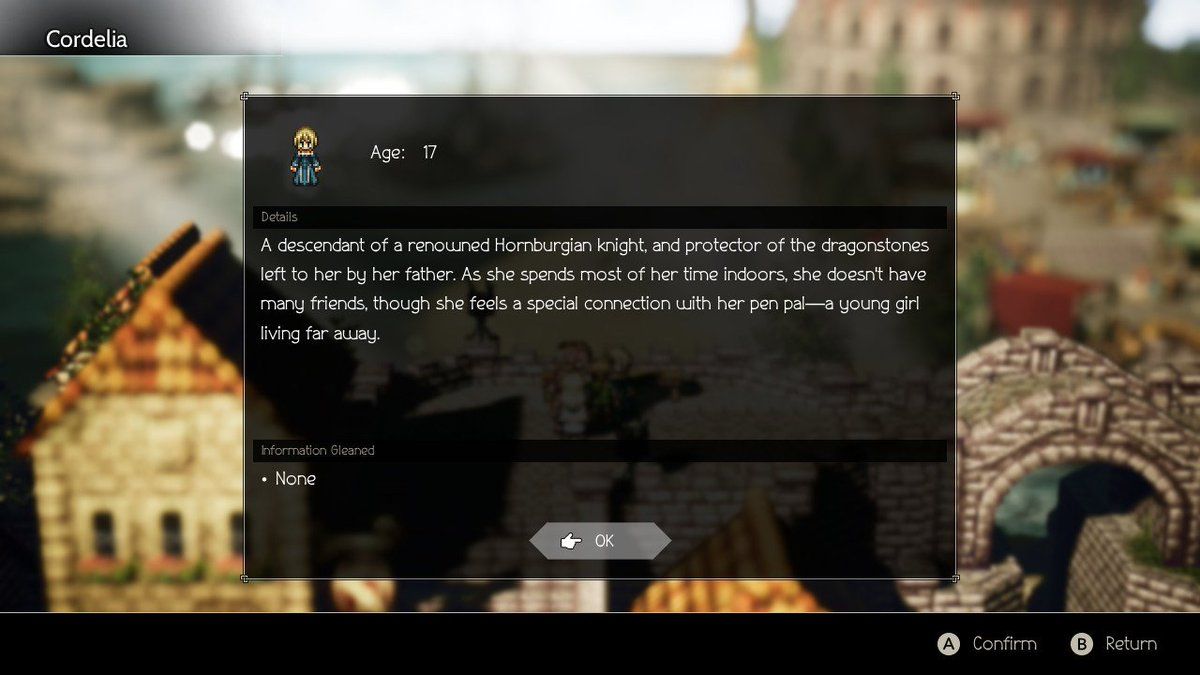 Cordelia
Age: 17
Details
A descendant of a renowned Hornburgian knight, and protector of the dragonstones
left to her by her father. As she spends most of her time indoors, she doesn't have
many friends, though she feels a special connection with her pen pal—a young girl
living far away.
Information Gleaned
• None
OK
A Confirm B Return